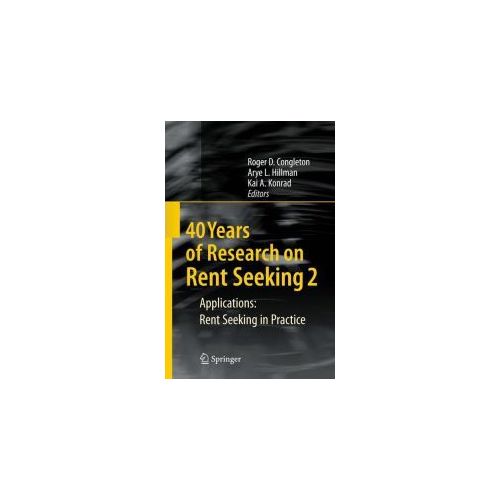 Roger D. Congleton
Arye L. Hillman
Kai A. Konrad
Editors
40 Years
of Research on
Rent Seeking 2
Applications:
Rent Seeking in Practice
Springer